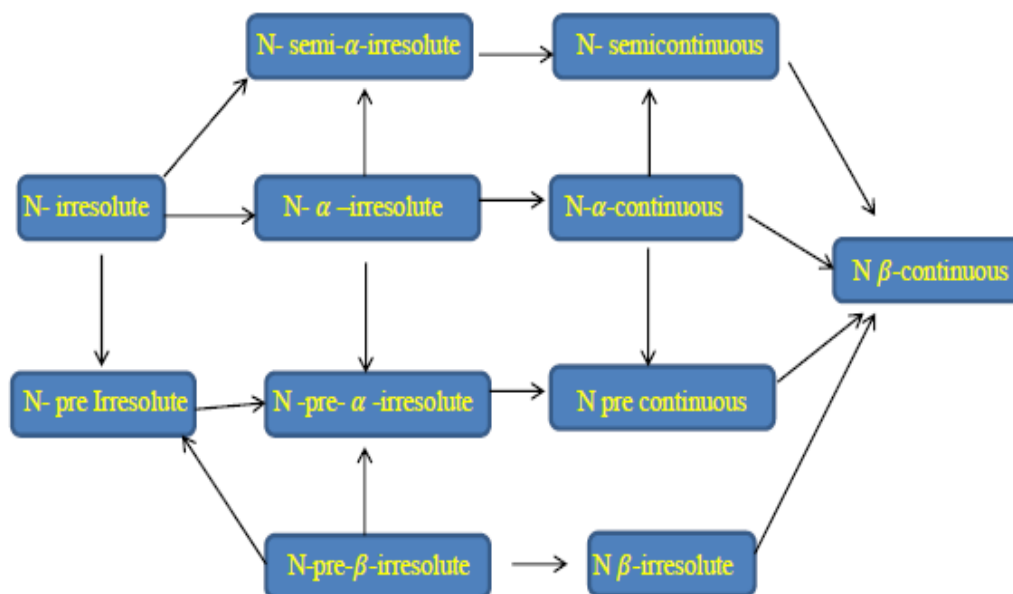 N- semi-α-irresolute
N- semicontinuous
N- irresolute
N- α –irresolute
N-α-continuous
N β-continuous
N- pre Irresolute
N -pre- α -irresolute
N pre continuous
N-pre-β-irresolute
N β-irresolute